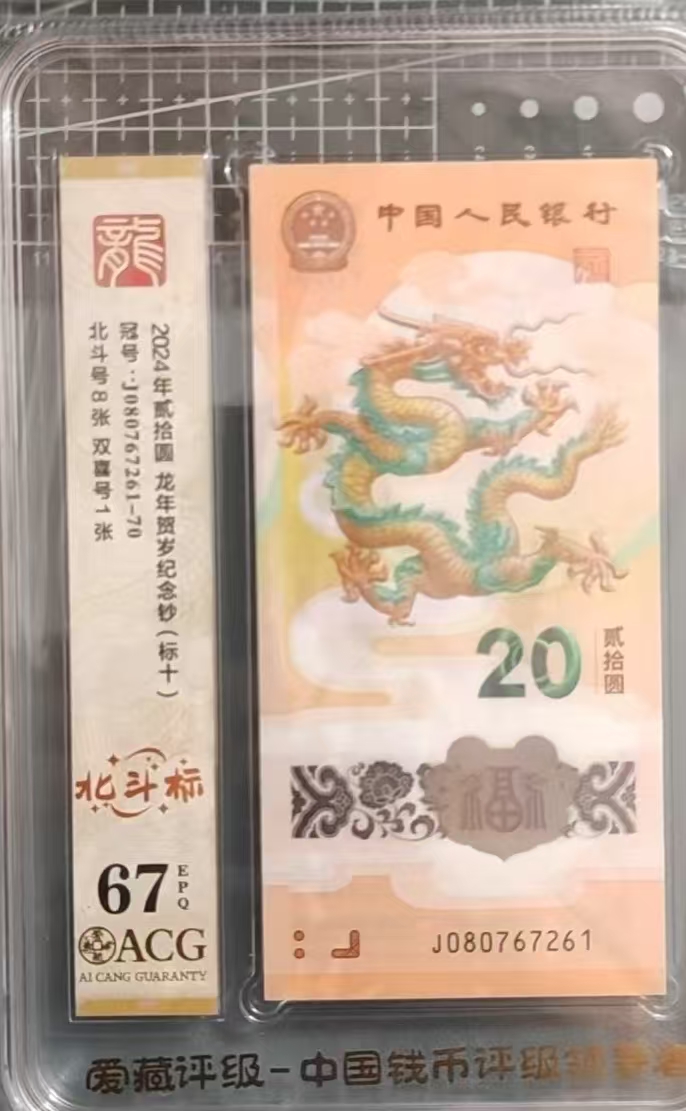 龍
2024年贰拾圆 龙年贺岁纪念钞(标十)
冠号:J080767261-70
北斗号8张 双喜号1张
北斗标
67 EPQ
ACG
AI CANG GUARANTY
中国人民银行
20
贰拾圆
福
J080767261
爱藏评级-中国钱币评级领导者